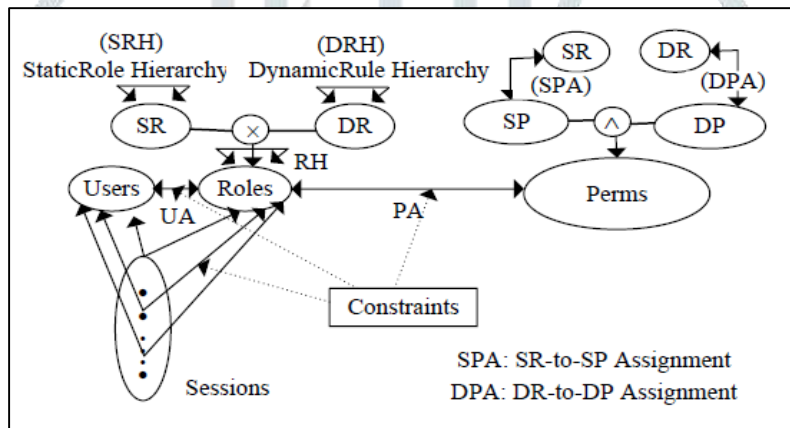 (SRH)
StaticRole Hierarchy
(DRH)
DynamicRule Hierarchy
SR
DR
(SPA)
(DPA)
SR
×
DR
SP
^
DP
RH
Users
Roles
Perms
UA
PA
Constraints
Sessions
SPA: SR-to-SP Assignment
DPA: DR-to-DP Assignment